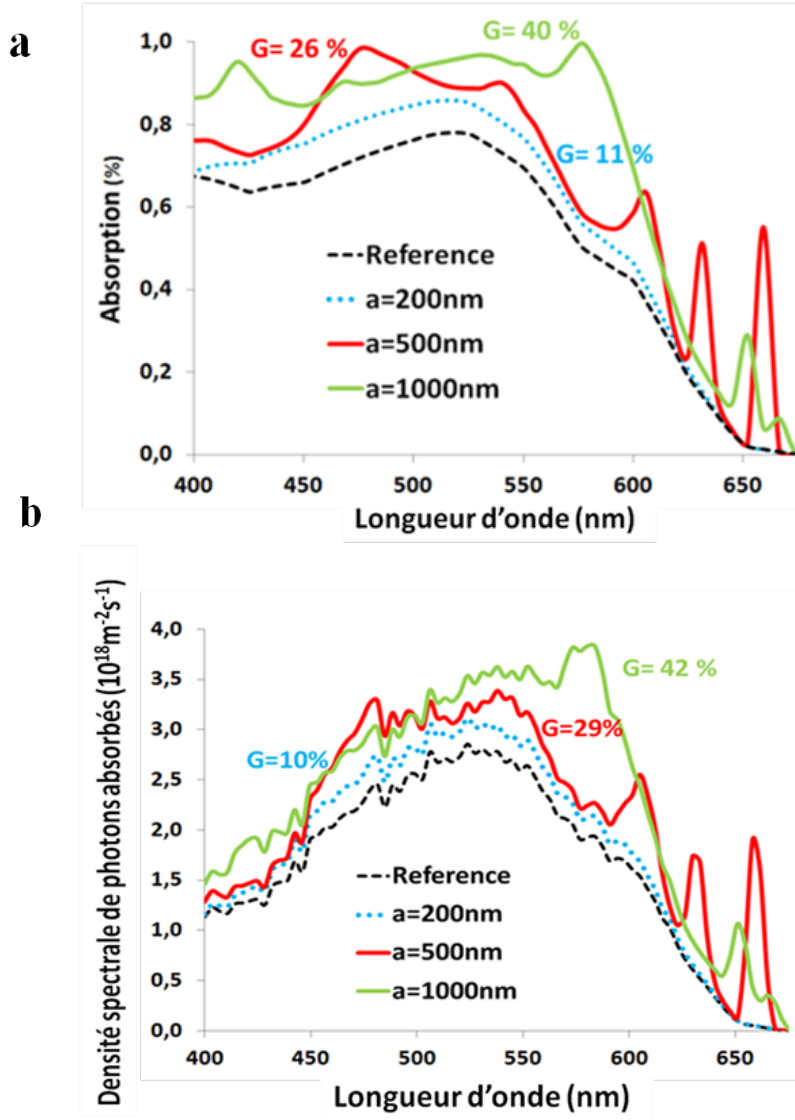 a
G= 26 %
G= 40 %
G= 11 %
Absorption (%)
1,0
0,8
0,6
0,4
0,2
0,0
Reference
a=200nm
a=500nm
a=1000nm
400
450
500
550
600
650
Longueur d’onde (nm)
b
Densité spectrale de photons absorbés (10¹⁸m⁻²s⁻¹)
4,0
3,5
3,0
2,5
2,0
1,5
1,0
0,5
0,0
G= 42 %
G=29%
G=10%
Reference
a=200nm
a=500nm
a=1000nm
400
450
500
550
600
650
Longueur d’onde (nm)